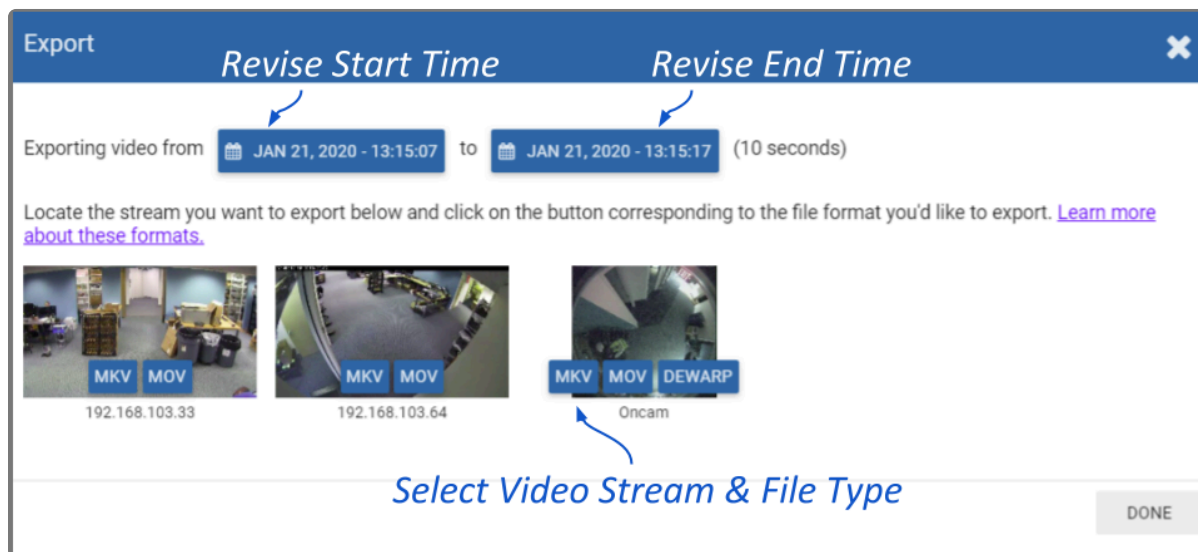 Export
Revise Start Time Revise End Time
Exporting video from JAN 21, 2020 - 13:15:07 to JAN 21, 2020 - 13:15:17 (10 seconds)
Locate the stream you want to export below and click on the button corresponding to the file format you'd like to export. Learn more
about these formats.
MKV MOV MKV MOV MKV MOV DEWARP
192.168.103.33 192.168.103.64 Oncam
Select Video Stream & File Type
DONE